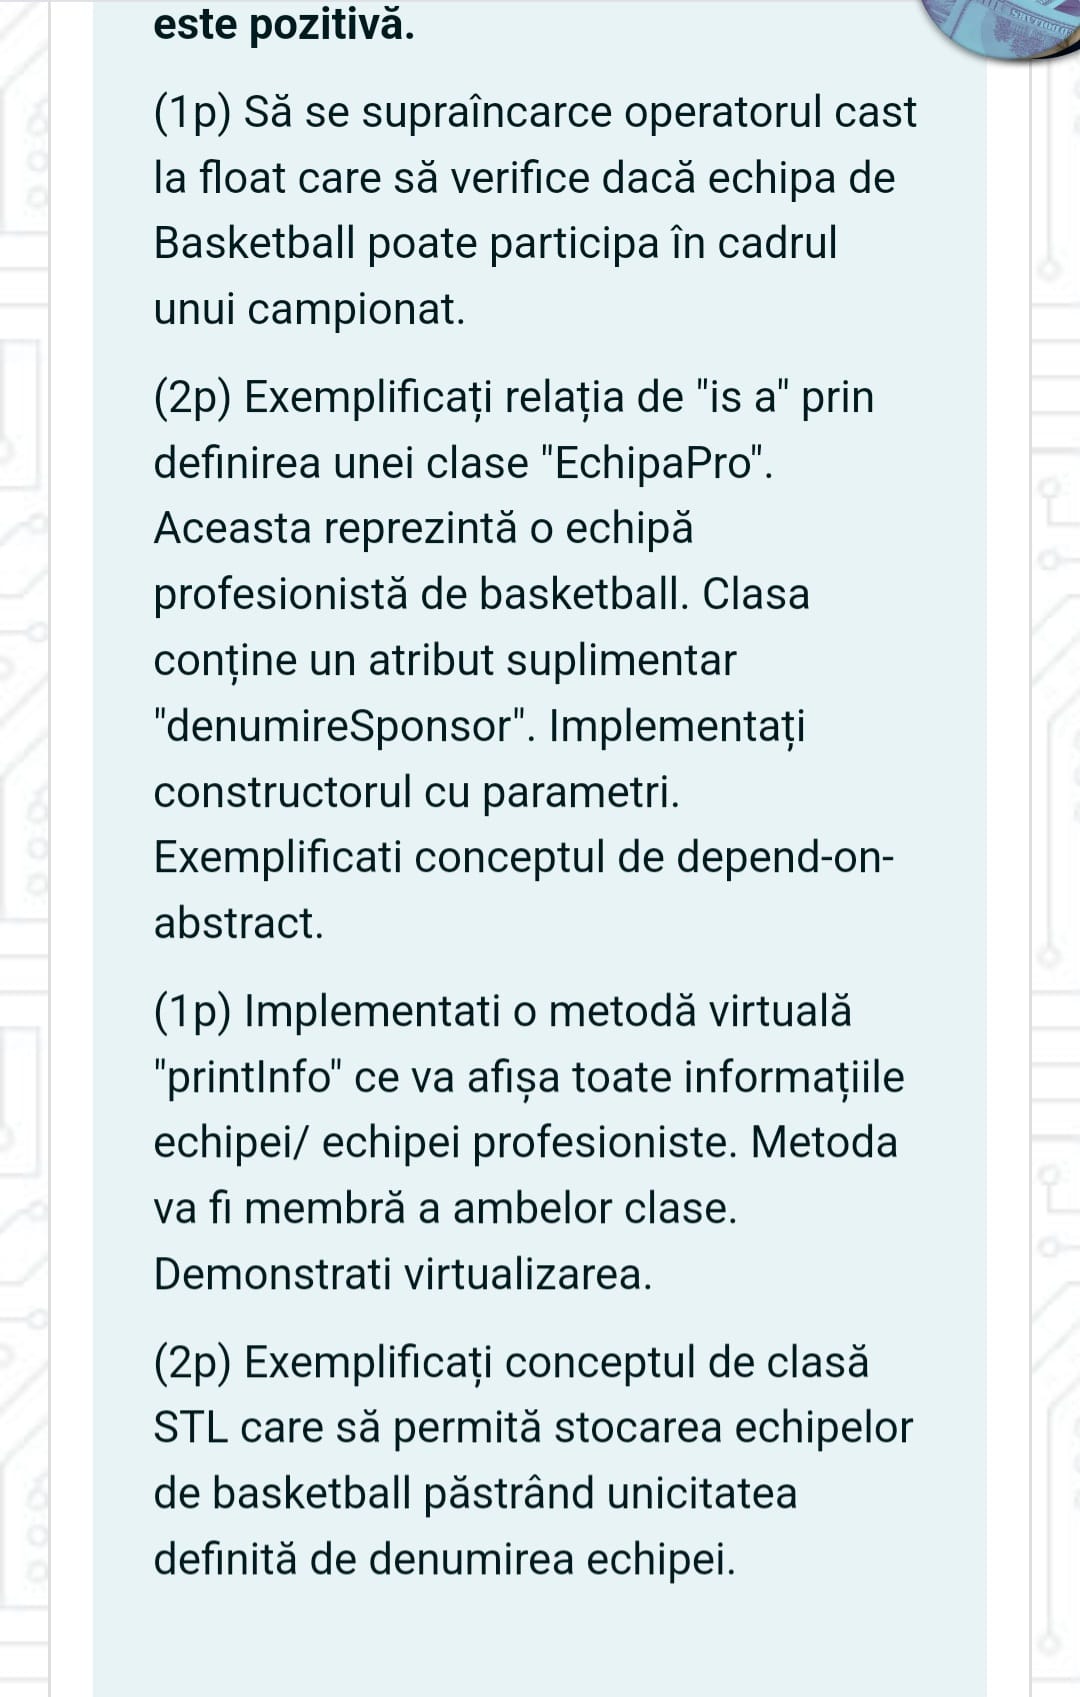 este pozitivă.
(1p) Să se supraîncarce operatorul cast
la float care să verifice dacă echipa de
Basketball poate participa în cadrul
unui campionat.
(2p) Exemplificați relația de "is a" prin
definirea unei clase "EchipaPro".
Aceasta reprezintă o echipă
profesionistă de basketball. Clasa
conține un atribut suplimentar
"denumireSponsor". Implementați
constructorul cu parametri.
Exemplificati conceptul de depend-on-
abstract.
(1p) Implementati o metodă virtuală
"printInfo" ce va afișa toate informațiile
echipei/ echipei profesioniste. Metoda
va fi membră a ambelor clase.
Demonstrati virtualizarea.
(2p) Exemplificați conceptul de clasă
STL care să permită stocarea echipelor
de basketball păstrând unicitatea
definită de denumirea echipei.